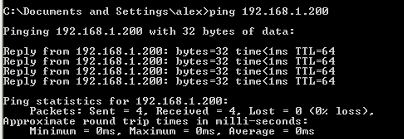 C:\Documents and Settings\alex>ping 192.168.1.200
Pinging 192.168.1.200 with 32 bytes of data:
Reply from 192.168.1.200: bytes=32 time<1ms TTL=64
Reply from 192.168.1.200: bytes=32 time<1ms TTL=64
Reply from 192.168.1.200: bytes=32 time<1ms TTL=64
Reply from 192.168.1.200: bytes=32 time<1ms TTL=64
Ping statistics for 192.168.1.200:
Packets: Sent = 4, Received = 4, Lost = 0 (0% loss),
Approximate round trip times in milli-seconds:
Minimum = 0ms, Maximum = 0ms, Average = 0ms